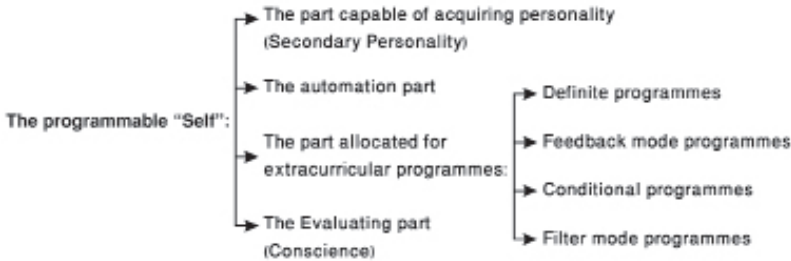 The programmable “Self”:
The part capable of acquiring personality
(Secondary Personality)
The automation part
The part allocated for
extracurricular programmes:
The Evaluating part
(Conscience)
Definite programmes
Feedback mode programmes
Conditional programmes
Filter mode programmes